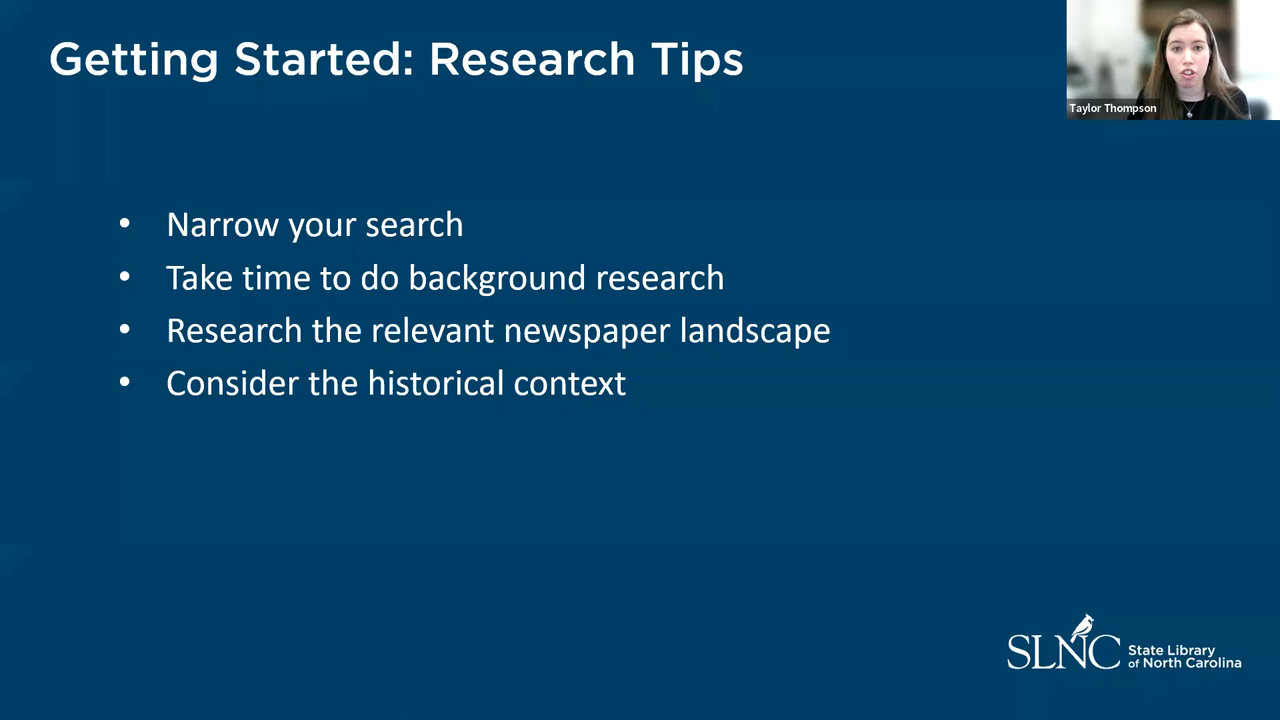 Getting Started: Research Tips
Taylor Thompson
• Narrow your search
• Take time to do background research
• Research the relevant newspaper landscape
• Consider the historical context
SLNC State Library
of North Carolina